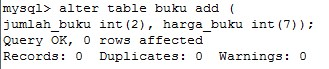 mysql> alter table buku add (
jumlah_buku int(2), harga_buku int(7));
Query OK, 0 rows affected
Records: 0  Duplicates: 0  Warnings: 0